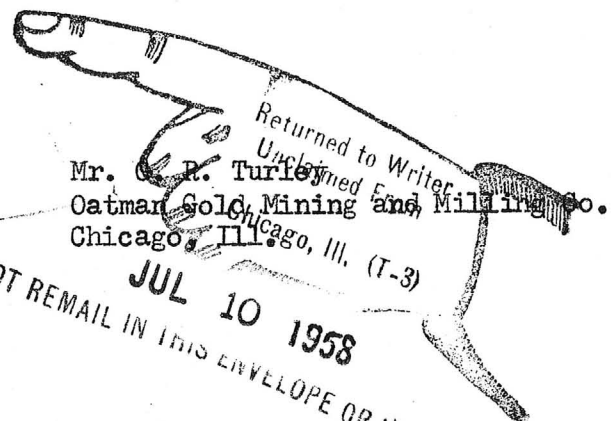 Returned to Writer
Unclaimed From
Chicago, Ill. (T-3)
Mr. R. Turley
Oatman Gold Mining and Milling Co.
Chicago, Ill.
JUL 10 1958
REMAIL IN THIS ENVELOPE OR